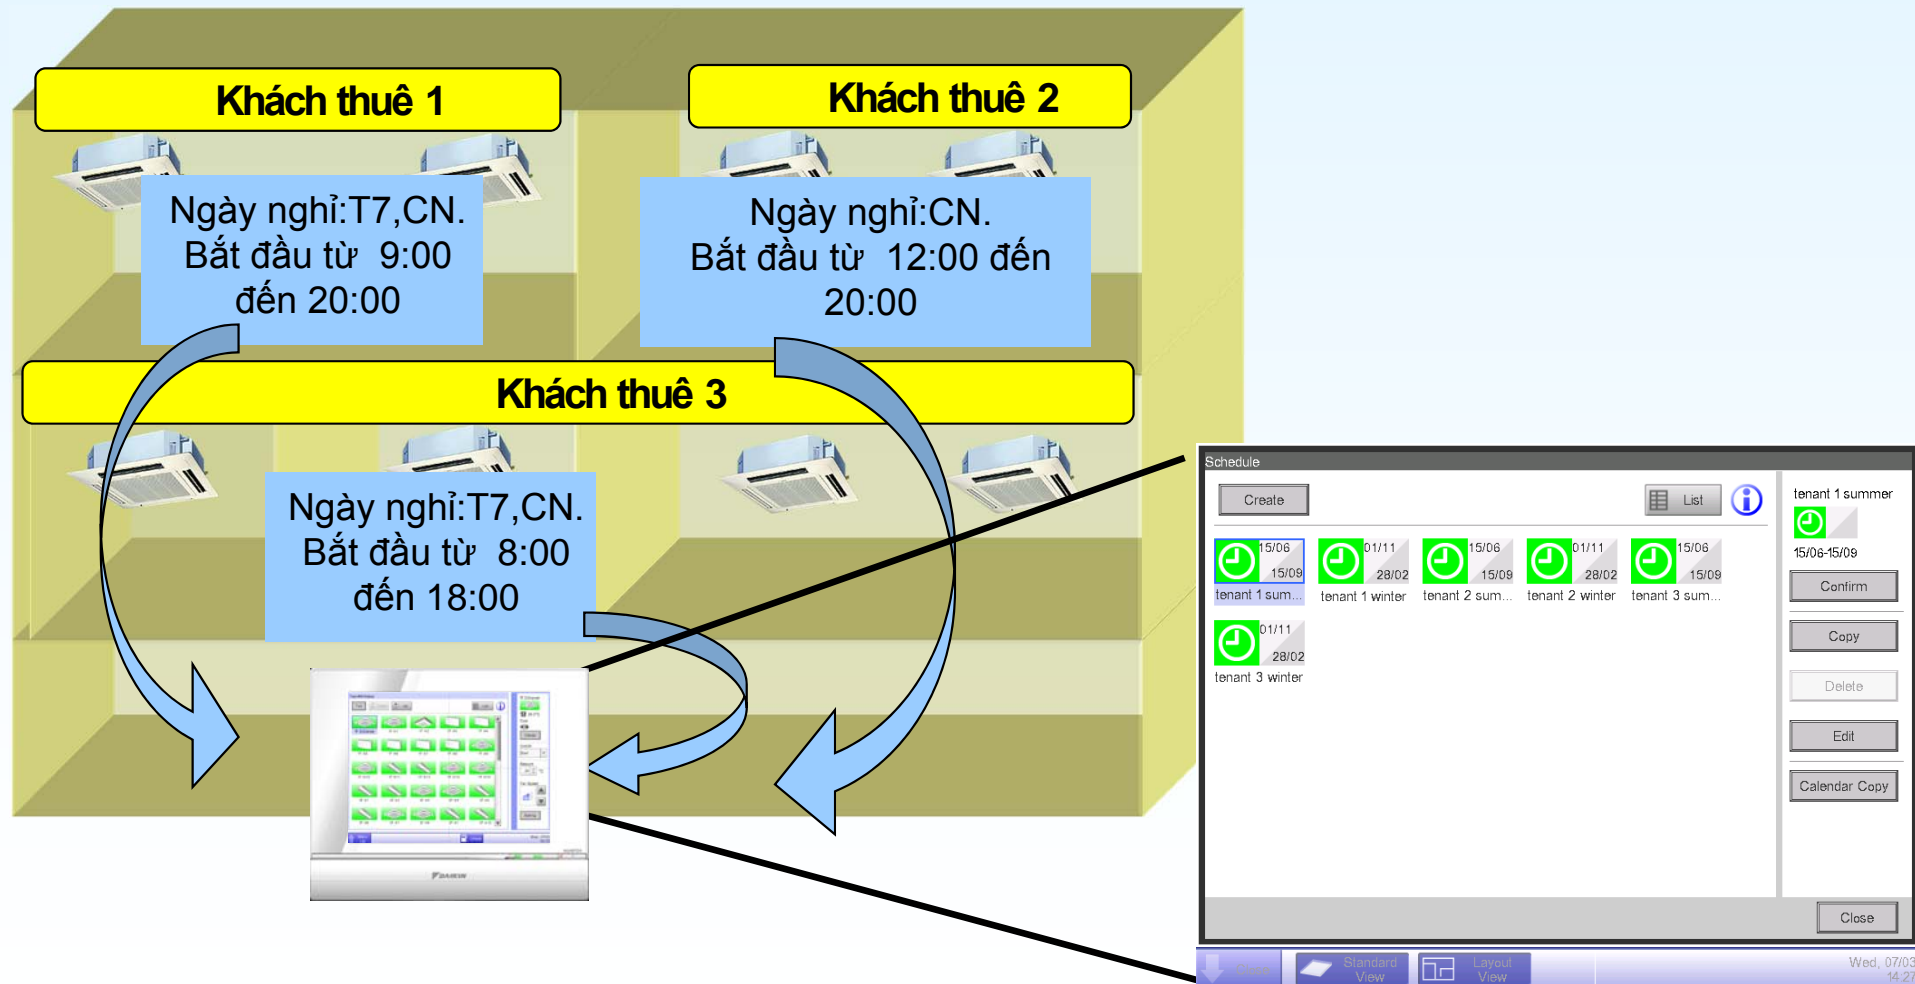 Khách thuê 1
Khách thuê 2
Ngày nghỉ:T7,CN.
Bắt đầu từ 9:00
đến 20:00
Ngày nghỉ:CN.
Bắt đầu từ 12:00 đến
20:00
Khách thuê 3
Ngày nghỉ:T7,CN.
Bắt đầu từ 8:00
đến 18:00
DAIKIN
Schedule
Create
List
15/06
15/09
tenant 1 sum...
01/11
28/02
tenant 1 winter
15/06
15/09
tenant 2 sum...
01/11
28/02
tenant 2 winter
15/06
15/09
tenant 3 sum...
01/11
28/02
tenant 3 winter
tenant 1 summer
15/06-15/09
Confirm
Copy
Delete
Edit
Calendar Copy
Close
Standard
View
Layout
View
Wed, 07/03
14:27